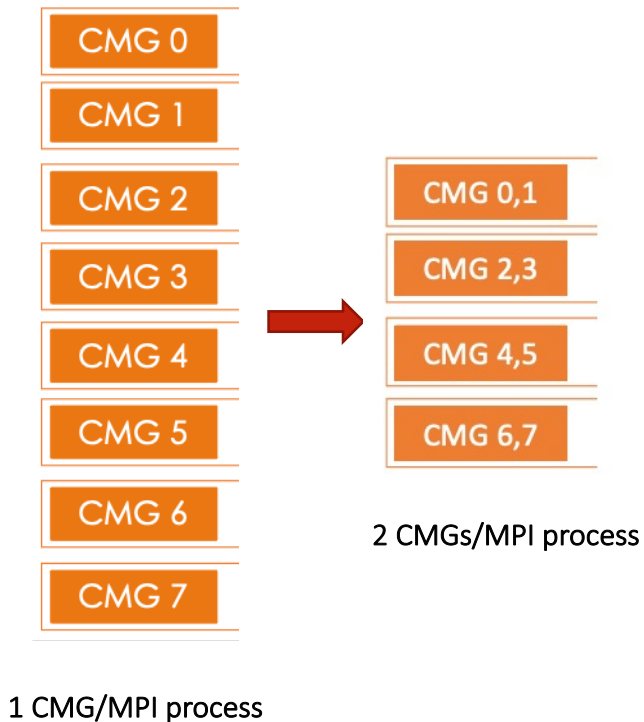 CMG 0
CMG 1
CMG 2
CMG 3
CMG 4
CMG 5
CMG 6
CMG 7
1 CMG/MPI process
CMG 0,1
CMG 2,3
CMG 4,5
CMG 6,7
2 CMGs/MPI process